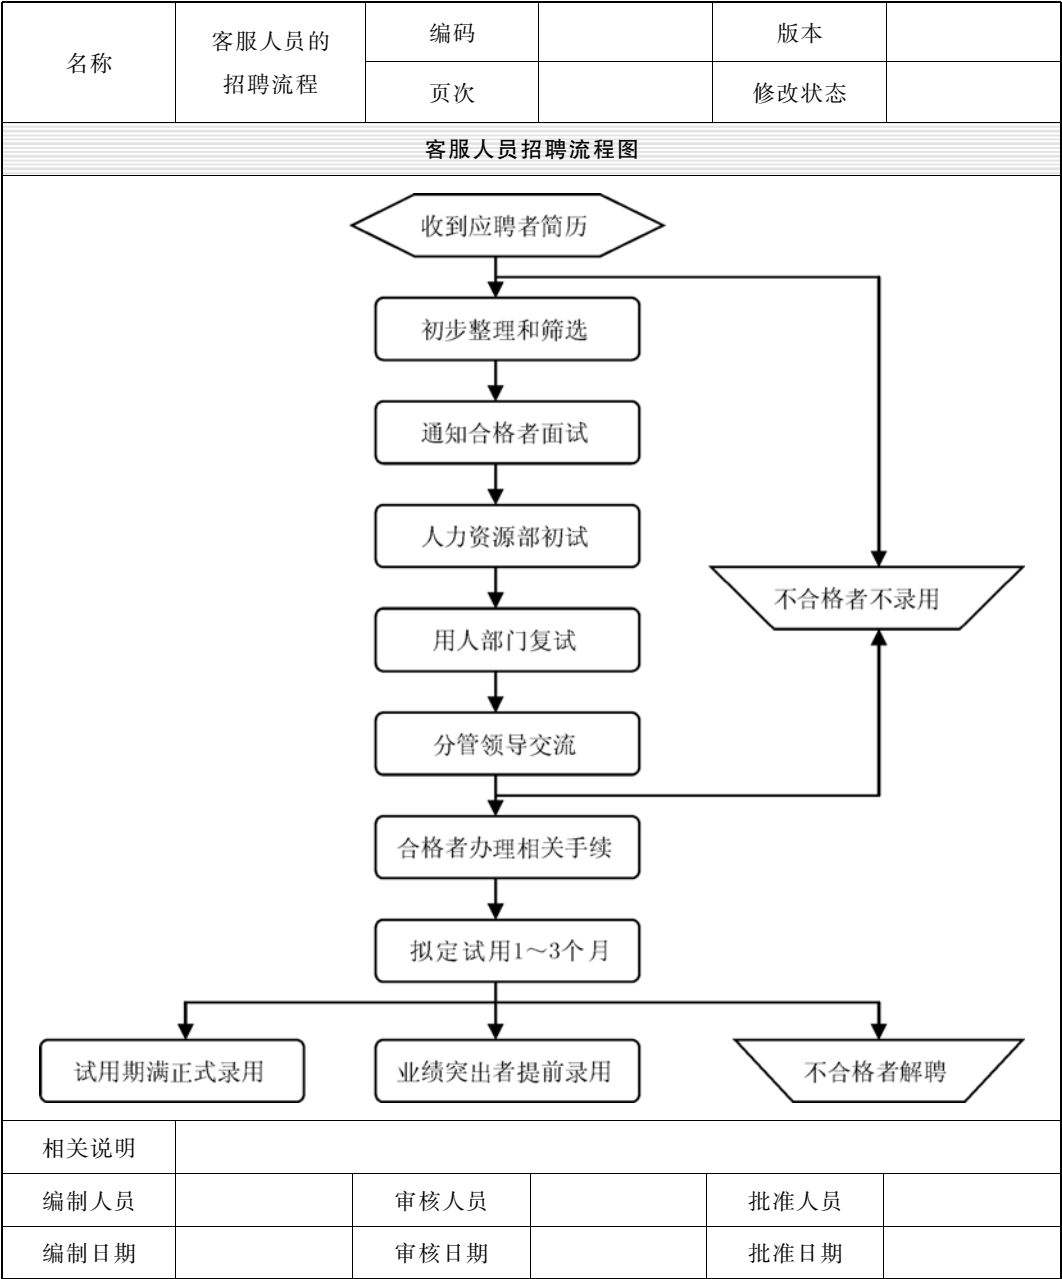 名称
客服人员的
招聘流程
编码
版本
页次
修改状态
客服人员招聘流程图
收到应聘者简历
初步整理和筛选
通知合格者面试
人力资源部初试
不合格者不录用
用人部门复试
分管领导交流
合格者办理相关手续
拟定试用1～3个月
试用期满正式录用
业绩突出者提前录用
不合格者解聘
相关说明
编制人员
审核人员
批准人员
编制日期
审核日期
批准日期